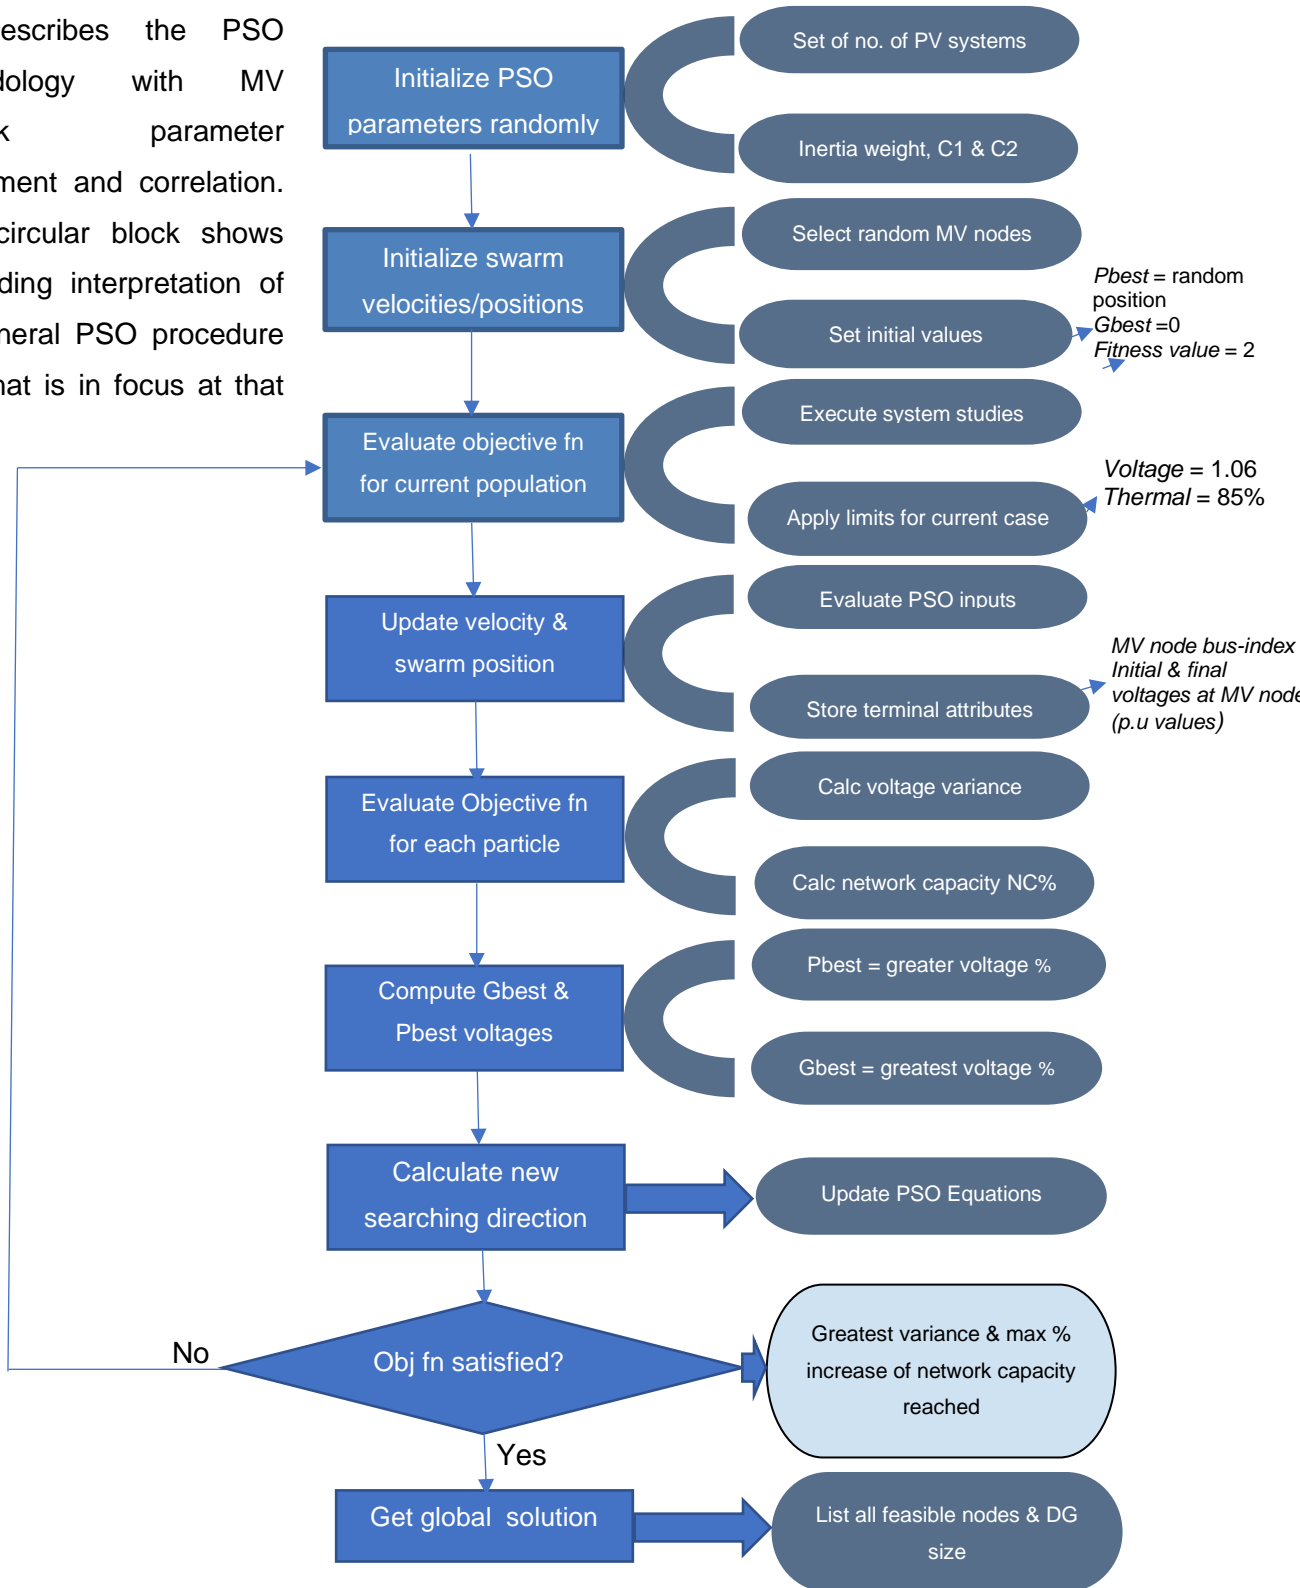 escribes the PSO
dology with MV
k parameter
ment and correlation.
circular block shows
ding interpretation of
neral PSO procedure
hat is in focus at that
Initialize PSO
parameters randomly
Set of no. of PV systems
Inertia weight, C1 & C2
Initialize swarm
velocities/positions
Select random MV nodes
Set initial values
Pbest = random
position
Gbest =0
Fitness value = 2
Evaluate objective fn
for current population
Execute system studies
Apply limits for current case
Voltage = 1.06
Thermal = 85%
Update velocity &
swarm position
Evaluate PSO inputs
Store terminal attributes
MV node bus-index
Initial & final
voltages at MV node
(p.u values)
Evaluate Objective fn
for each particle
Calc voltage variance
Calc network capacity NC%
Compute Gbest &
Pbest voltages
Pbest = greater voltage %
Gbest = greatest voltage %
Calculate new
searching direction
Update PSO Equations
No
Obj fn satisfied?
Greatest variance & max %
increase of network capacity
reached
Yes
Get global solution
List all feasible nodes & DG
size